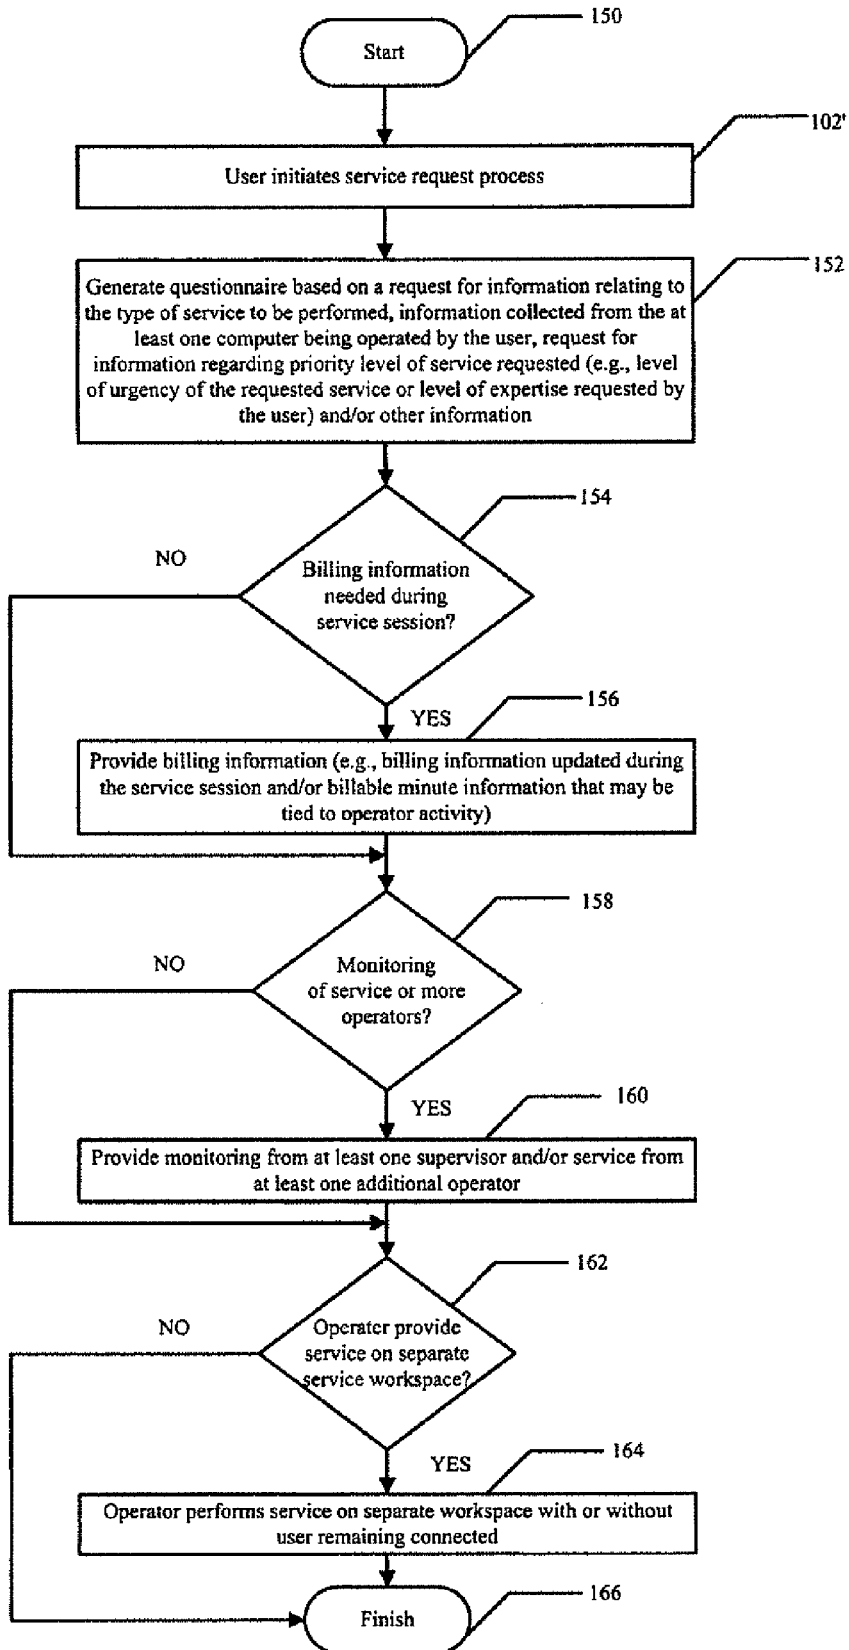 150
Start
102'
User initiates service request process
152
Generate questionnaire based on a request for information relating to
the type of service to be performed, information collected from the at
least one computer being operated by the user, request for
information regarding priority level of service requested (e.g., level
of urgency of the requested service or level of expertise requested by
the user) and/or other information
154
NO
Billing information
needed during
service session?
156
YES
Provide billing information (e.g., billing information updated during
the service session and/or billable minute information that may be
tied to operator activity)
158
NO
Monitoring
of service or more
operators?
160
YES
Provide monitoring from at least one supervisor and/or service from
at least one additional operator
162
NO
Operater provide
service on separate
service workspace?
164
YES
Operator performs service on separate workspace with or without
user remaining connected
166
Finish